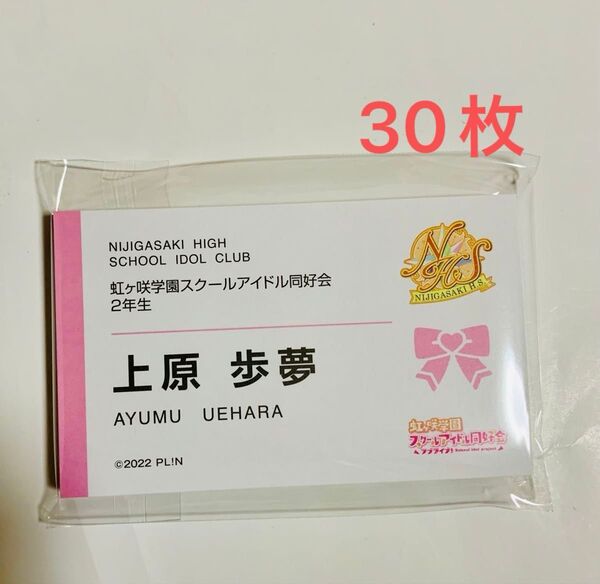 30枚
NIJIGASAKI HIGH
SCHOOL IDOL CLUB
虹ヶ咲学園スクールアイドル同好会
2年生
上原 歩夢
AYUMU UEHARA
©2022 PL!N
NHS
NIJIGASAKI H.S.
虹ヶ咲学園
スクールアイドル同好会
ラブライブ! School idol project